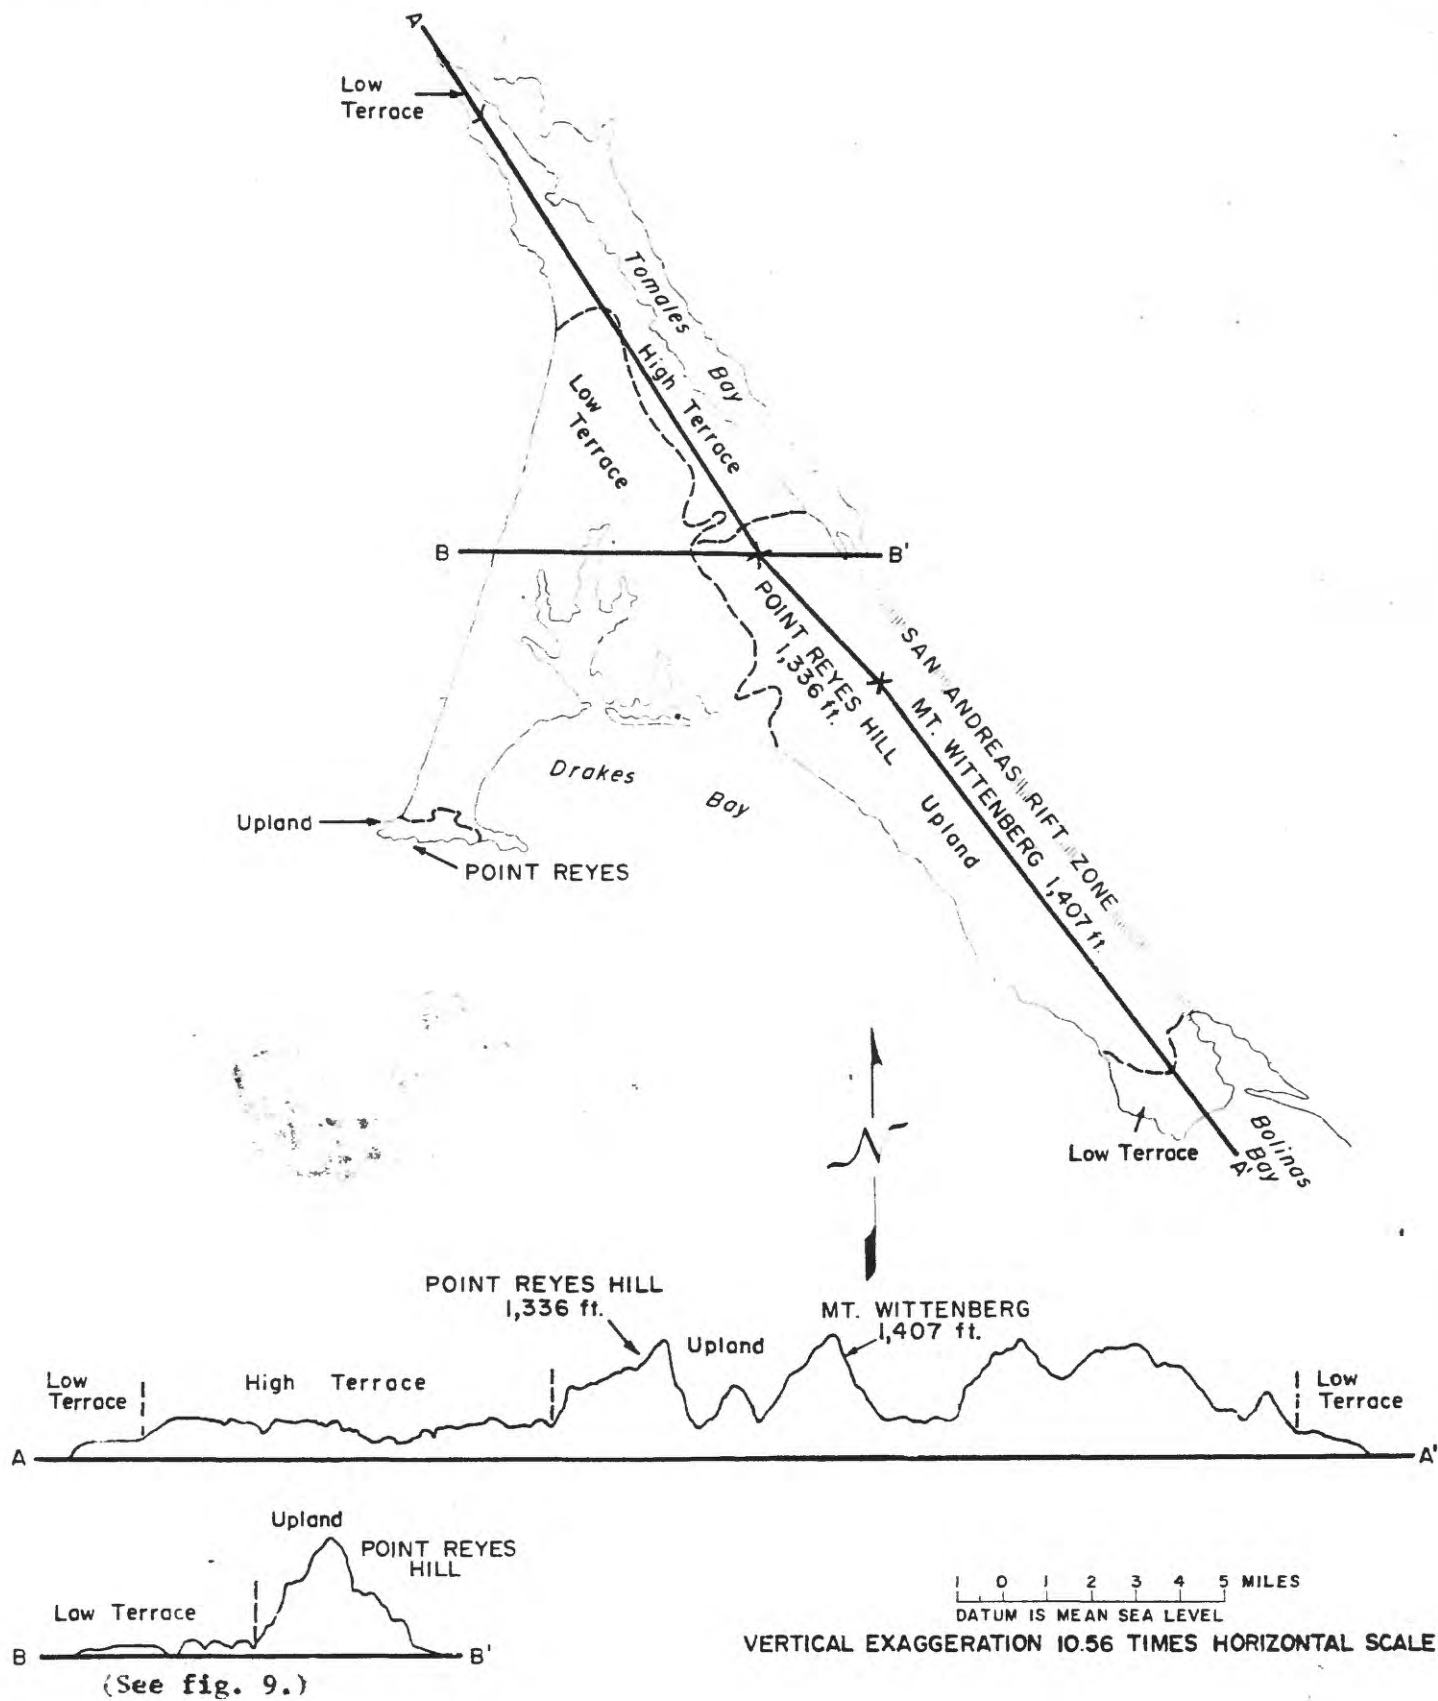 A
Low
Terrace
Tomales
Bay
High Terrace
Low
Terrace
B
B'
POINT REYES HILL
1,336 ft.
SAN ANDREAS RIFT ZONE
MT. WITTENBERG 1,407 ft.
Drakes
Bay
Upland
Upland
POINT REYES
N
Low Terrace
A'
Bolinas
Bay
POINT REYES HILL
1,336 ft.
Upland
MT. WITTENBERG
1,407 ft.
Low
Terrace
High Terrace
Low
Terrace
A
A'
Upland
POINT REYES
HILL
Low Terrace
B
B'
(See fig. 9.)
1 0 1 2 3 4 5 MILES
DATUM IS MEAN SEA LEVEL
VERTICAL EXAGGERATION 10.56 TIMES HORIZONTAL SCALE